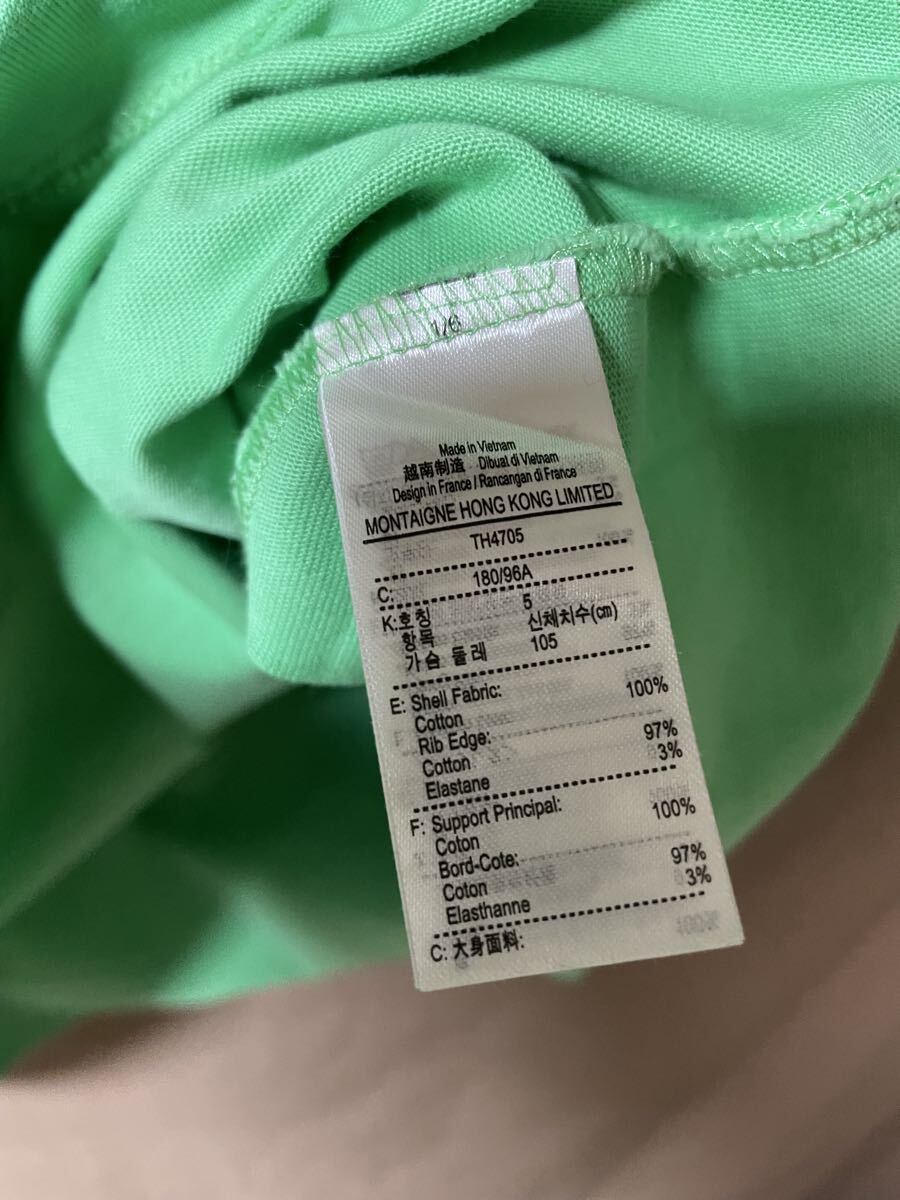 1/6
Made in Vietnam
越南制造 Dibuat di Vietnam
Design in France / Rancangan di France
MONTAIGNE HONG KONG LIMITED
TH4705
C: 180/96A
K:호칭 5
항목 신체치수(㎝)
가슴 둘레 105
E: Shell Fabric:
Cotton 100%
Rib Edge:
Cotton 97%
Elastane 3%
F: Support Principal:
Coton 100%
Bord-Cote:
Coton 97%
Elasthanne 3%
C: 大身面料: